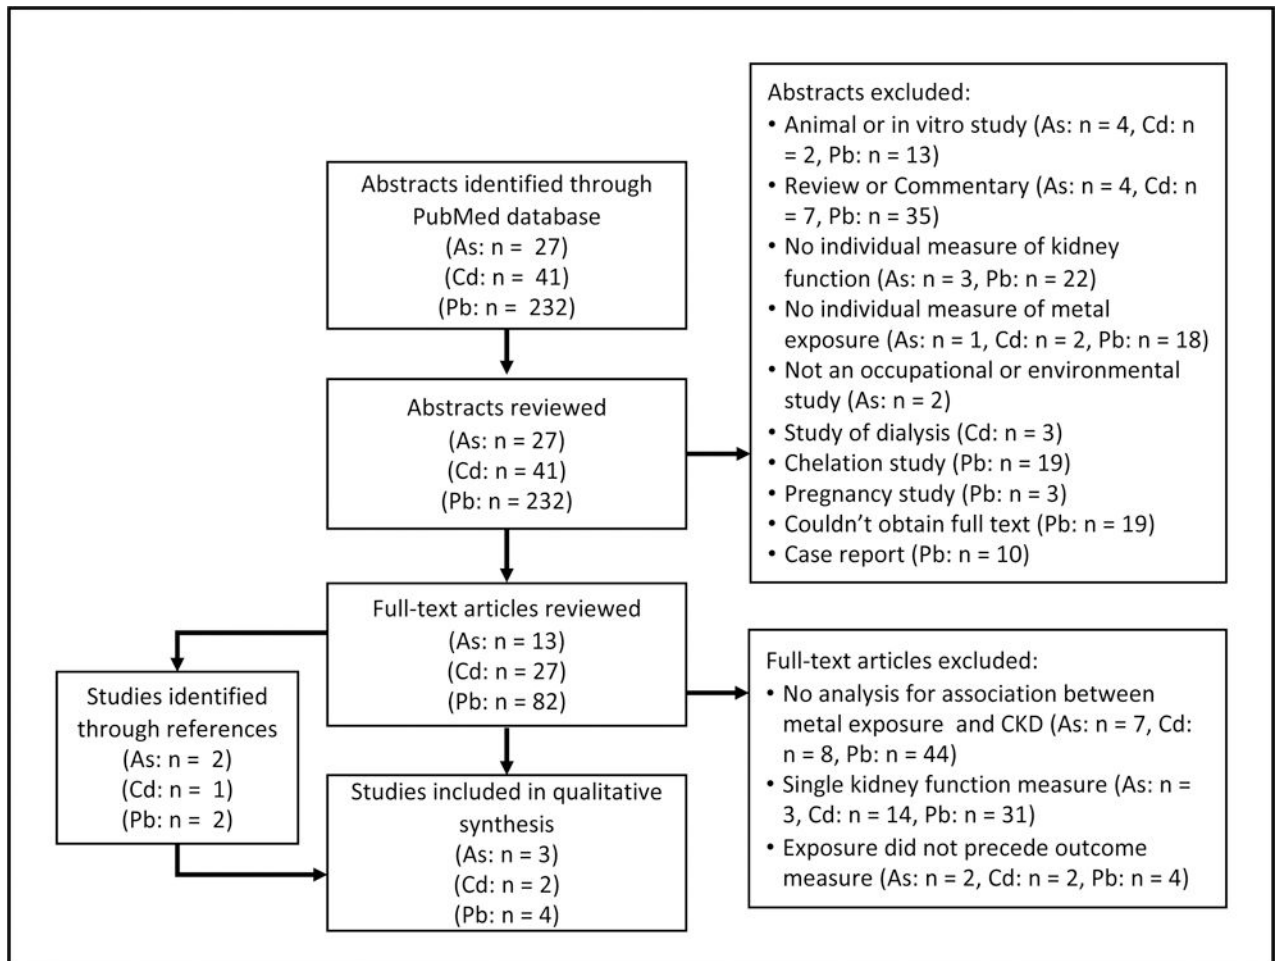 Abstracts identified through
PubMed database
(As: n =  27)
(Cd: n =  41)
(Pb: n =  232)
Abstracts reviewed
(As: n = 27)
(Cd: n = 41)
(Pb: n = 232)
Abstracts excluded:
• Animal or in vitro study (As: n = 4, Cd: n
= 2, Pb: n = 13)
• Review or Commentary (As: n = 4, Cd: n
= 7, Pb: n = 35)
• No individual measure of kidney
function (As: n = 3, Pb: n = 22)
• No individual measure of metal
exposure (As: n = 1, Cd: n = 2, Pb: n = 18)
• Not an occupational or environmental
study (As: n = 2)
• Study of dialysis (Cd: n = 3)
• Chelation study (Pb: n = 19)
• Pregnancy study (Pb: n = 3)
• Couldn’t obtain full text (Pb: n = 19)
• Case report (Pb: n = 10)
Full-text articles reviewed
(As: n = 13)
(Cd: n = 27)
(Pb: n = 82)
Full-text articles excluded:
• No analysis for association between
metal exposure  and CKD (As: n = 7, Cd:
n = 8, Pb: n = 44)
• Single kidney function measure (As: n =
3, Cd: n = 14, Pb: n = 31)
• Exposure did not precede outcome
measure (As: n = 2, Cd: n = 2, Pb: n = 4)
Studies identified
through references
(As: n =  2)
(Cd: n =  1)
(Pb: n =  2)
Studies included in qualitative
synthesis
(As: n = 3)
(Cd: n = 2)
(Pb: n = 4)